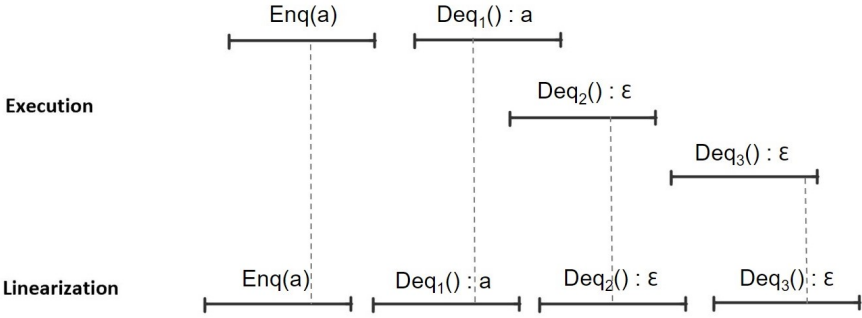 Enq(a) Deq₁() : a
Deq₂() : ε
Execution
Deq₃() : ε
Enq(a) Deq₁() : a Deq₂() : ε Deq₃() : ε
Linearization